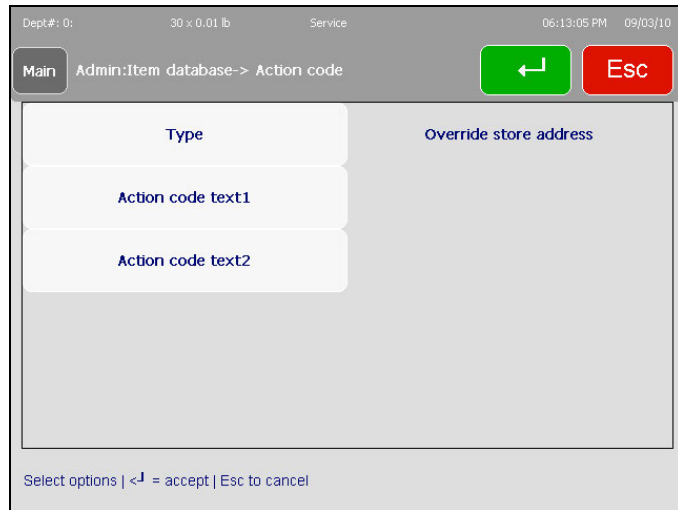 Dept#: 0: 30 x 0.01 lb Service 06:13:05 PM 09/03/10
Main Admin:Item database-> Action code Esc
Type Override store address
Action code text1
Action code text2
Select options | <┘ = accept | Esc to cancel